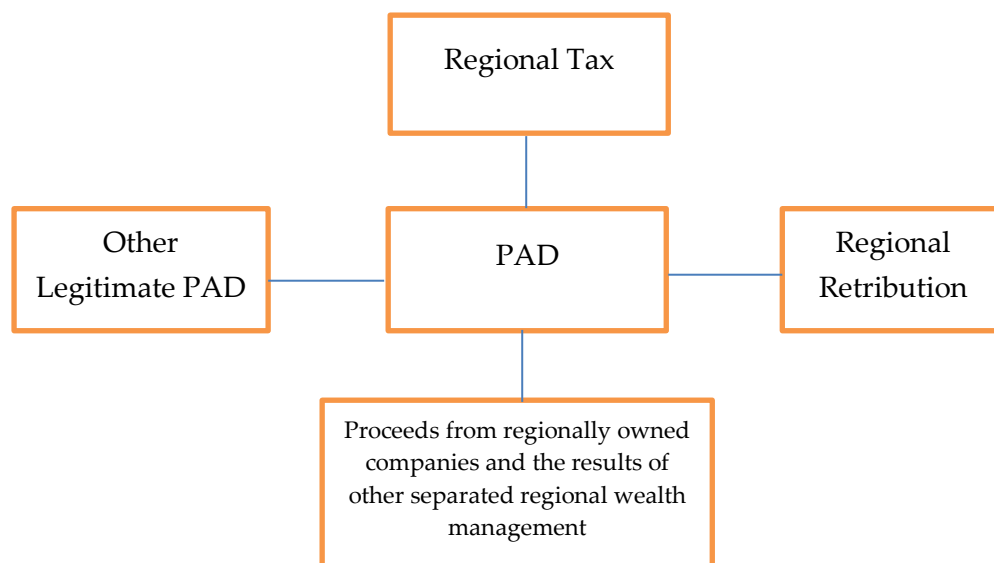 Regional Tax
Other
Legitimate PAD
PAD
Regional
Retribution
Proceeds from regionally owned
companies and the results of
other separated regional wealth
management